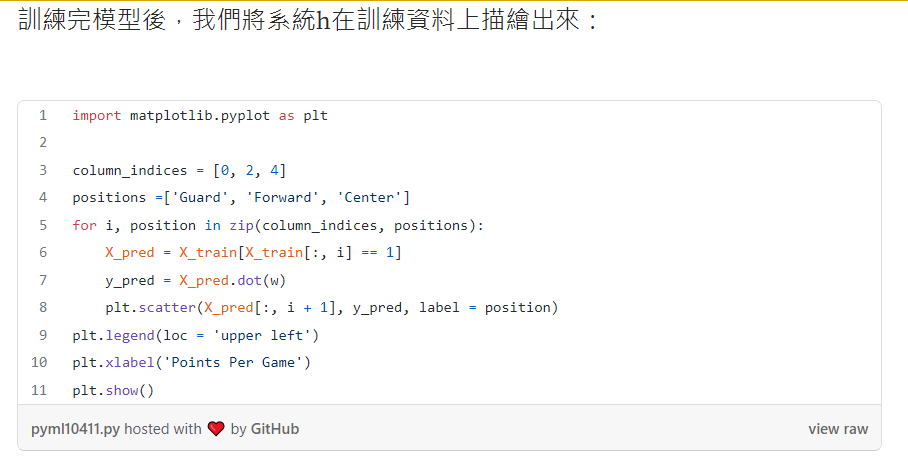 訓練完模型後，我們將系統h在訓練資料上描繪出來：
1 import matplotlib.pyplot as plt
2
3 column_indices = [0, 2, 4]
4 positions =['Guard', 'Forward', 'Center']
5 for i, position in zip(column_indices, positions):
6     X_pred = X_train[X_train[:, i] == 1]
7     y_pred = X_pred.dot(w)
8     plt.scatter(X_pred[:, i + 1], y_pred, label = position)
9 plt.legend(loc = 'upper left')
10 plt.xlabel('Points Per Game')
11 plt.show()
pyml10411.py hosted with ❤ by GitHub view raw